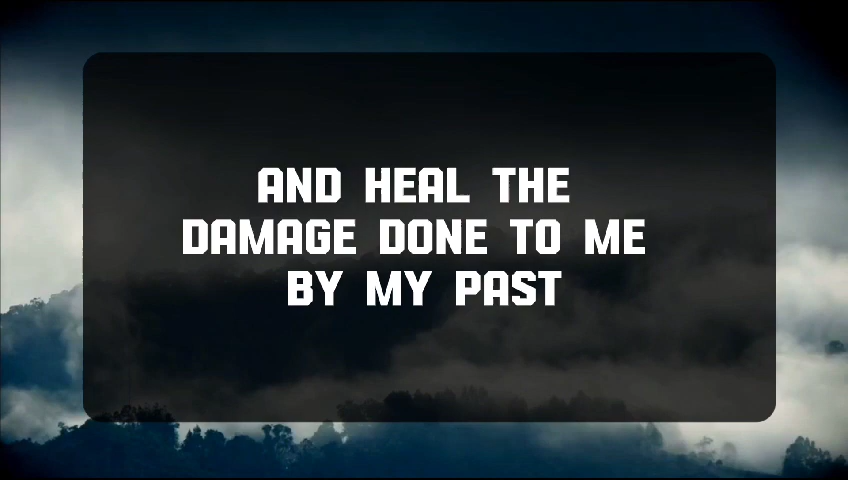 AND HEAL THE
DAMAGE DONE TO ME
BY MY PAST